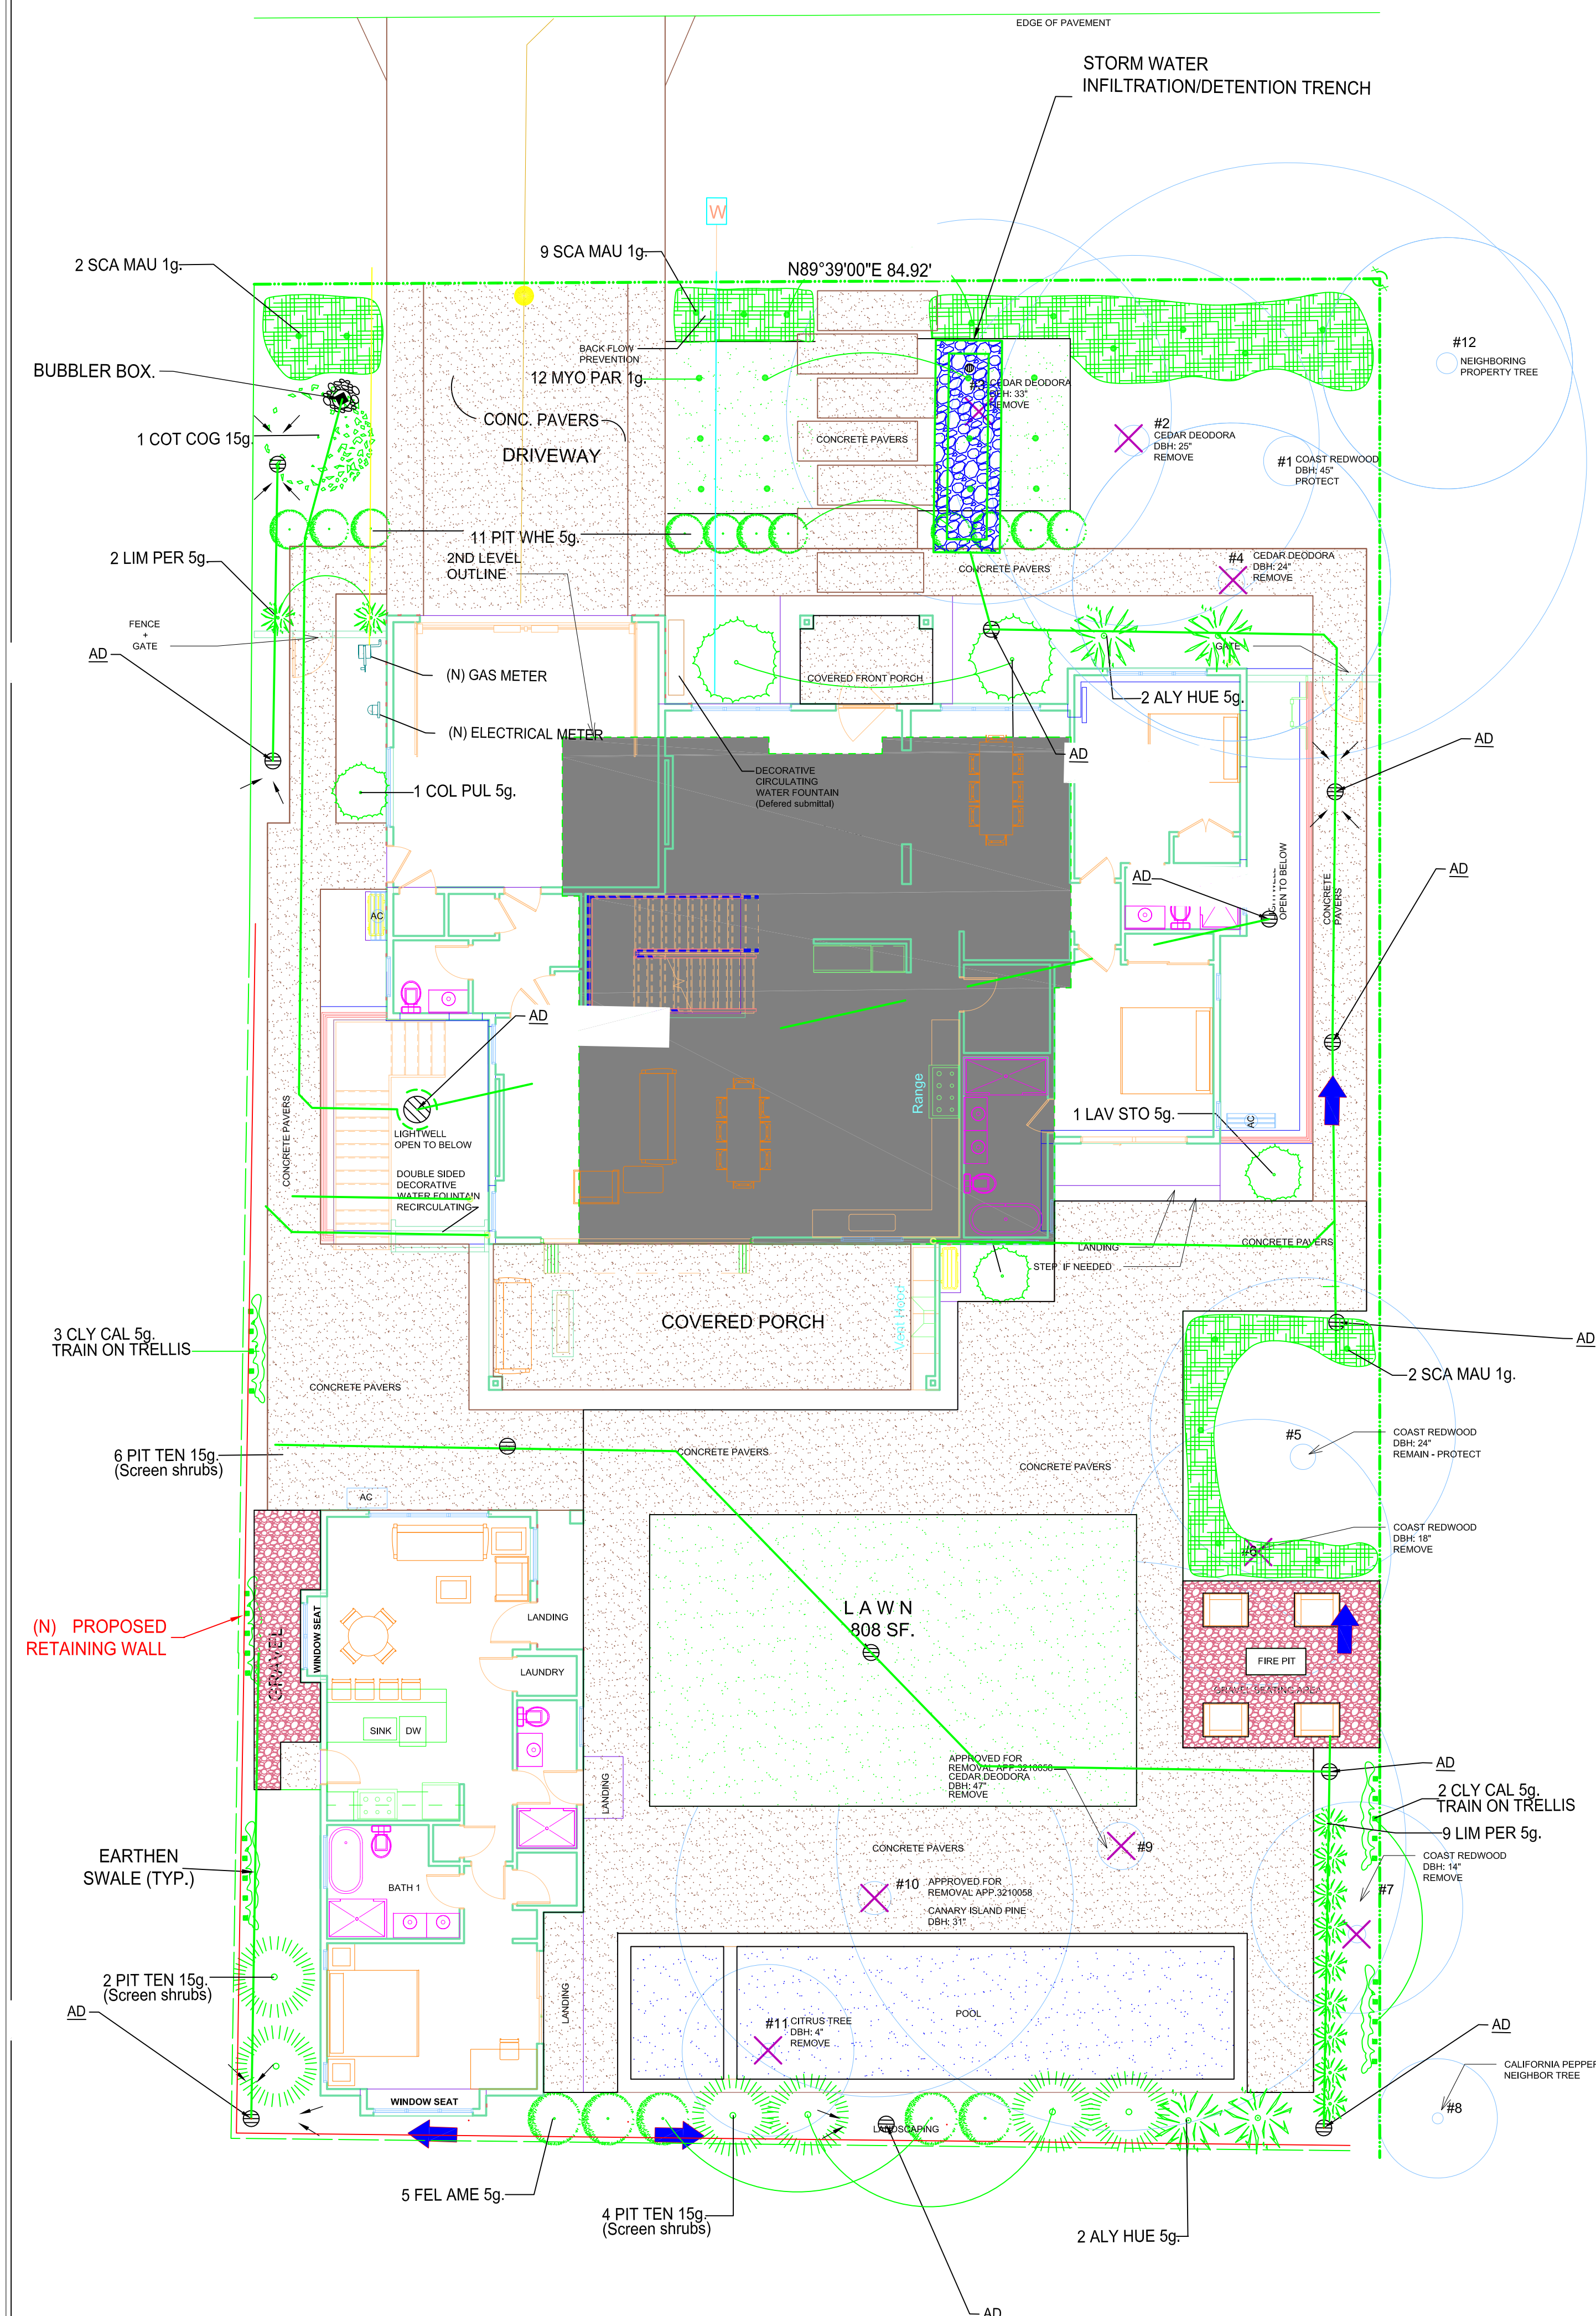 EDGE OF PAVEMENT
STORM WATER
INFILTRATION/DETENTION TRENCH
W
2 SCA MAU 1g.
9 SCA MAU 1g.
N89°39'00"E 84.92'
BUBBLER BOX.
BACK FLOW
PREVENTION
12 MYO PAR 1g.
#12
NEIGHBORING
PROPERTY TREE
#3 CEDAR DEODORA
DBH: 33"
REMOVE
#2
CEDAR DEODORA
DBH: 25"
REMOVE
1 COT COG 15g.
CONC. PAVERS
DRIVEWAY
CONCRETE PAVERS
#1 COAST REDWOOD
DBH: 45"
PROTECT
11 PIT WHE 5g.
2 LIM PER 5g.
2ND LEVEL
OUTLINE
CONCRETE PAVERS
#4 CEDAR DEODORA
DBH: 24"
REMOVE
FENCE
+
GATE
AD
GATE
(N) GAS METER
COVERED FRONT PORCH
2 ALY HUE 5g.
(N) ELECTRICAL METER
AD
AD
DECORATIVE
CIRCULATING
WATER FOUNTAIN
(Defered submittal)
1 COL PUL 5g.
AD
AD
LIGHTWELL
OPEN TO BELOW
CONCRETE
PAVERS
AC
AD
Range
1 LAV STO 5g.
AC
CONCRETE PAVERS
LIGHTWELL
OPEN TO BELOW
DOUBLE SIDED
DECORATIVE
WATER FOUNTAIN
RECIRCULATING
LANDING
CONCRETE PAVERS
STEP IF NEEDED
COVERED PORCH
Vent Hood
3 CLY CAL 5g.
TRAIN ON TRELLIS
AD
2 SCA MAU 1g.
CONCRETE PAVERS
6 PIT TEN 15g.
(Screen shrubs)
CONCRETE PAVERS
CONCRETE PAVERS
#5
COAST REDWOOD
DBH: 24"
REMAIN - PROTECT
AC
#6
COAST REDWOOD
DBH: 18"
REMOVE
(N) PROPOSED
RETAINING WALL
GRAVEL
WINDOW SEAT
LANDING
LAUNDRY
LAWN
808 SF.
FIRE PIT
GRAVEL SEATING AREA
SINK
DW
LANDING
APPROVED FOR
REMOVAL APP.3210058
CEDAR DEODORA
DBH: 47"
REMOVE
AD
2 CLY CAL 5g.
TRAIN ON TRELLIS
9 LIM PER 5g.
EARTHEN
SWALE (TYP.)
CONCRETE PAVERS
#9
COAST REDWOOD
DBH: 14"
REMOVE
#7
BATH 1
#10 APPROVED FOR
REMOVAL APP.3210058
CANARY ISLAND PINE
DBH: 31"
2 PIT TEN 15g.
(Screen shrubs)
AD
LANDING
POOL
#11 CITRUS TREE
DBH: 4"
REMOVE
AD
CALIFORNIA PEPPER
NEIGHBOR TREE
#8
WINDOW SEAT
LANDSCAPING
5 FEL AME 5g.
4 PIT TEN 15g.
(Screen shrubs)
2 ALY HUE 5g.
AD